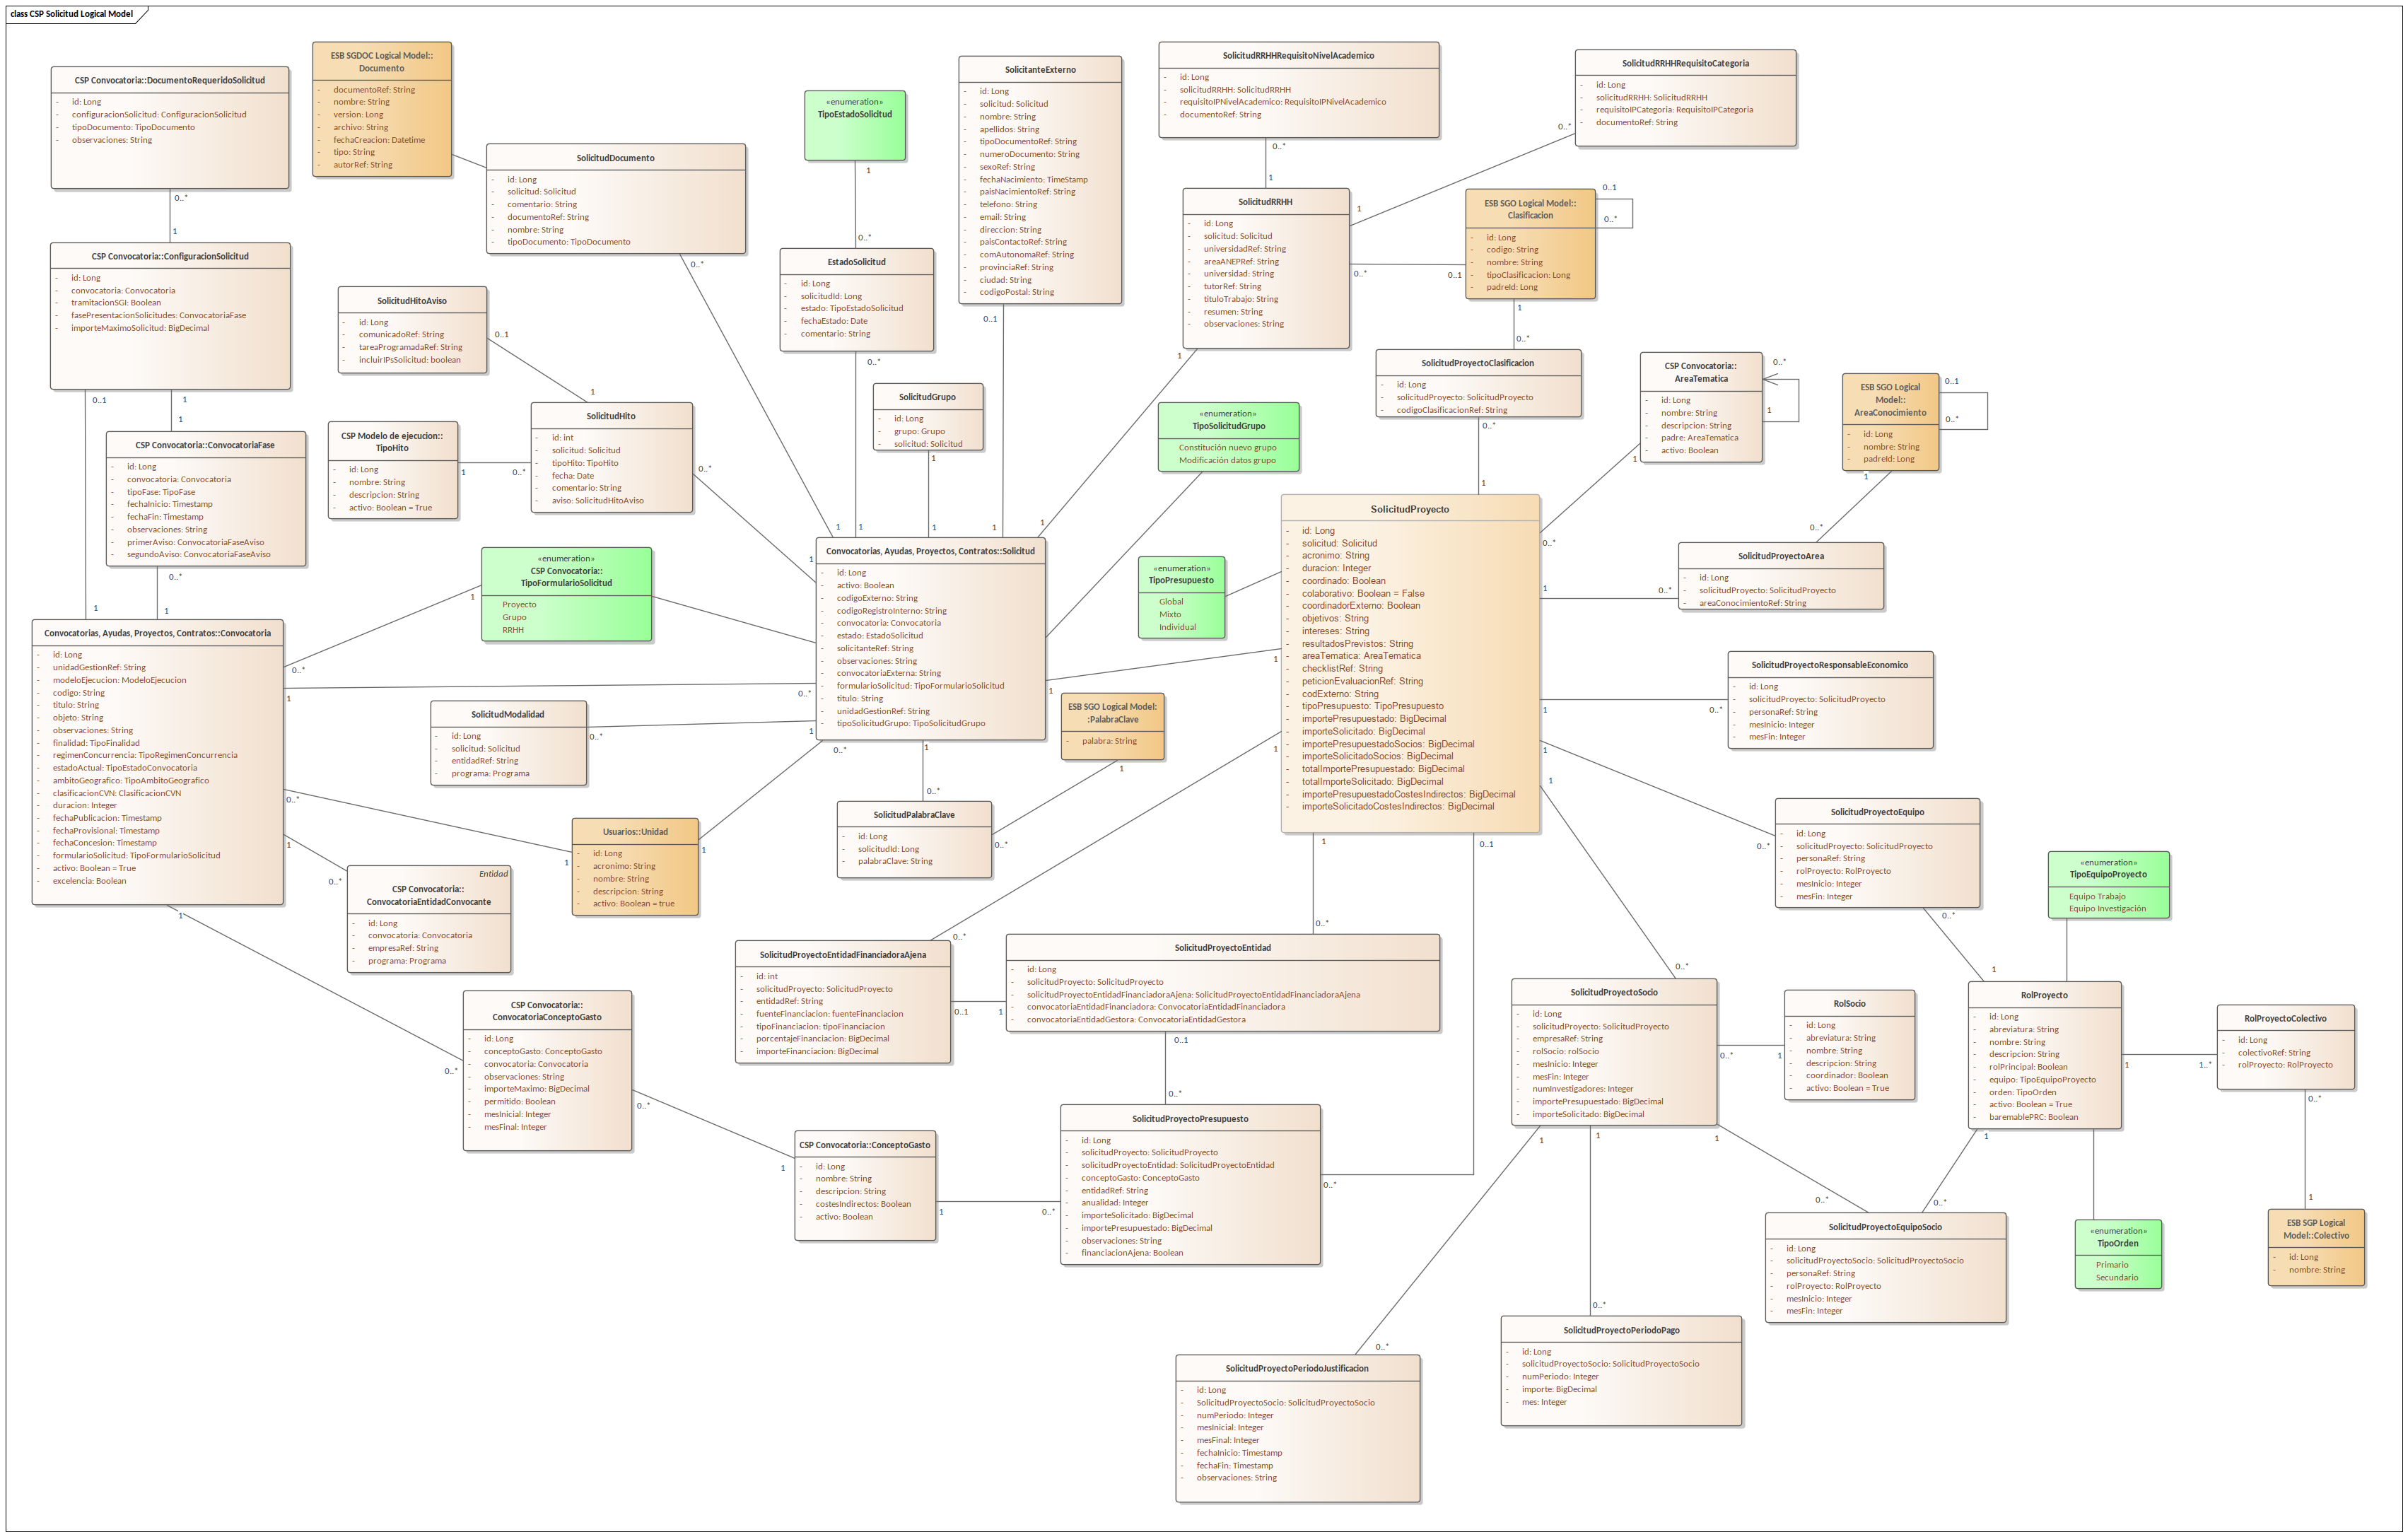 class CSP Solicitud Logical Model
CSP Convocatoria::DocumentoRequeridoSolicitud
- id: Long
- configuracionSolicitud: ConfiguracionSolicitud
- tipoDocumento: TipoDocumento
- observaciones: String
ESB SGDOC Logical Model::
Documento
- documentoRef: String
- nombre: String
- version: Long
- archivo: String
- fechaCreacion: Datetime
- tipo: String
- autorRef: String
SolicitudDocumento
- id: Long
- solicitud: Solicitud
- comentario: String
- documentoRef: String
- nombre: String
- tipoDocumento: TipoDocumento
«enumeration»
TipoEstadoSolicitud
EstadoSolicitud
- id: Long
- solicitudId: Long
- estado: TipoEstadoSolicitud
- fechaEstado: Date
- comentario: String
SolicitanteExterno
- id: Long
- solicitud: Solicitud
- nombre: String
- apellidos: String
- tipoDocumentoRef: String
- numeroDocumento: String
- sexoRef: String
- fechaNacimiento: TimeStamp
- paisNacimientoRef: String
- telefono: String
- email: String
- direccion: String
- paisContactoRef: String
- comAutonomaRef: String
- provinciaRef: String
- ciudad: String
- codigoPostal: String
SolicitudRRHHRequisitoNivelAcademico
- id: Long
- solicitudRRHH: SolicitudRRHH
- requisitoIPNivelAcademico: RequisitoIPNivelAcademico
- documentoRef: String
SolicitudRRHHRequisitoCategoria
- id: Long
- solicitudRRHH: SolicitudRRHH
- requisitoIPCategoria: RequisitoIPCategoria
- documentoRef: String
SolicitudRRHH
- id: Long
- solicitud: Solicitud
- universidadRef: String
- areaANEPRef: String
- universidad: String
- tutorRef: String
- tituloTrabajo: String
- resumen: String
- observaciones: String
ESB SGO Logical Model::
Clasificacion
- id: Long
- codigo: String
- nombre: String
- tipoClasificacion: Long
- padreId: Long
CSP Convocatoria::ConfiguracionSolicitud
- id: Long
- convocatoria: Convocatoria
- tramitacionSGI: Boolean
- fasePresentacionSolicitudes: ConvocatoriaFase
- importeMaximoSolicitud: BigDecimal
SolicitudHitoAviso
- id: Long
- comunicadoRef: String
- tareaProgramadaRef: String
- incluirIPsSolicitud: boolean
SolicitudHito
- id: int
- solicitud: Solicitud
- tipoHito: TipoHito
- fecha: Date
- comentario: String
- aviso: SolicitudHitoAviso
CSP Modelo de ejecucion::
TipoHito
- id: Long
- nombre: String
- descripcion: String
- activo: Boolean = True
SolicitudGrupo
- id: Long
- grupo: Grupo
- solicitud: Solicitud
SolicitudProyectoClasificacion
- id: Long
- solicitudProyecto: SolicitudProyecto
- codigoClasificacionRef: String
CSP Convocatoria::
AreaTematica
- id: Long
- nombre: String
- descripcion: String
- padre: AreaTematica
- activo: Boolean
ESB SGO Logical
Model::
AreaConocimiento
- id: Long
- nombre: String
- padreId: Long
«enumeration»
TipoSolicitudGrupo
Constitución nuevo grupo
Modificación datos grupo
CSP Convocatoria::ConvocatoriaFase
- id: Long
- convocatoria: Convocatoria
- tipoFase: TipoFase
- fechaInicio: Timestamp
- fechaFin: Timestamp
- observaciones: String
- primerAviso: ConvocatoriaFaseAviso
- segundoAviso: ConvocatoriaFaseAviso
«enumeration»
CSP Convocatoria::
TipoFormularioSolicitud
Proyecto
Grupo
RRHH
Convocatorias, Ayudas, Proyectos, Contratos::Solicitud
- id: Long
- activo: Boolean
- codigoExterno: String
- codigoRegistroInterno: String
- convocatoria: Convocatoria
- estado: EstadoSolicitud
- solicitanteRef: String
- observaciones: String
- convocatoriaExterna: String
- formularioSolicitud: TipoFormularioSolicitud
- titulo: String
- unidadGestionRef: String
- tipoSolicitudGrupo: TipoSolicitudGrupo
«enumeration»
TipoPresupuesto
Global
Mixto
Individual
SolicitudProyecto
- id: Long
- solicitud: Solicitud
- acronimo: String
- duracion: Integer
- coordinado: Boolean
- colaborativo: Boolean = False
- coordinadorExterno: Boolean
- objetivos: String
- intereses: String
- resultadosPrevistos: String
- areaTematica: AreaTematica
- checklistRef: String
- peticionEvaluacionRef: String
- codExterno: String
- tipoPresupuesto: TipoPresupuesto
- importePresupuestado: BigDecimal
- importeSolicitado: BigDecimal
- importePresupuestadoSocios: BigDecimal
- importeSolicitadoSocios: BigDecimal
- totalImportePresupuestado: BigDecimal
- totalImporteSolicitado: BigDecimal
- importePresupuestadoCostesIndirectos: BigDecimal
- importeSolicitadoCostesIndirectos: BigDecimal
SolicitudProyectoArea
- id: Long
- solicitudProyecto: SolicitudProyecto
- areaConocimientoRef: String
SolicitudProyectoResponsableEconomico
- id: Long
- solicitudProyecto: SolicitudProyecto
- personaRef: String
- mesInicio: Integer
- mesFin: Integer
Convocatorias, Ayudas, Proyectos, Contratos::Convocatoria
- id: Long
- unidadGestionRef: String
- modeloEjecucion: ModeloEjecucion
- codigo: String
- titulo: String
- objeto: String
- observaciones: String
- finalidad: TipoFinalidad
- regimenConcurrencia: TipoRegimenConcurrencia
- estadoActual: TipoEstadoConvocatoria
- ambitoGeografico: TipoAmbitoGeografico
- clasificacionCVN: ClasificacionCVN
- duracion: Integer
- fechaPublicacion: Timestamp
- fechaProvisional: Timestamp
- fechaConcesion: Timestamp
- formularioSolicitud: TipoFormularioSolicitud
- activo: Boolean = True
- excelencia: Boolean
SolicitudModalidad
- id: Long
- solicitud: Solicitud
- entidadRef: String
- programa: Programa
ESB SGO Logical Model:
:PalabraClave
- palabra: String
SolicitudPalabraClave
- id: Long
- solicitudId: Long
- palabraClave: String
Usuarios::Unidad
- id: Long
- acronimo: String
- nombre: String
- descripcion: String
- activo: Boolean = true
Entidad
CSP Convocatoria::
ConvocatoriaEntidadConvocante
- id: Long
- convocatoria: Convocatoria
- empresaRef: String
- programa: Programa
SolicitudProyectoEquipo
- id: Long
- solicitudProyecto: SolicitudProyecto
- personaRef: String
- rolProyecto: RolProyecto
- mesInicio: Integer
- mesFin: Integer
«enumeration»
TipoEquipoProyecto
Equipo Trabajo
Equipo Investigación
SolicitudProyectoEntidadFinanciadoraAjena
- id: int
- solicitudProyecto: SolicitudProyecto
- entidadRef: String
- fuenteFinanciacion: fuenteFinanciacion
- tipoFinanciacion: tipoFinanciacion
- porcentajeFinanciacion: BigDecimal
- importeFinanciacion: BigDecimal
SolicitudProyectoEntidad
- id: Long
- solicitudProyecto: SolicitudProyecto
- solicitudProyectoEntidadFinanciadoraAjena: SolicitudProyectoEntidadFinanciadoraAjena
- convocatoriaEntidadFinanciadora: ConvocatoriaEntidadFinanciadora
- convocatoriaEntidadGestora: ConvocatoriaEntidadGestora
CSP Convocatoria::
ConvocatoriaConceptoGasto
- id: Long
- conceptoGasto: ConceptoGasto
- convocatoria: Convocatoria
- observaciones: String
- importeMaximo: BigDecimal
- permitido: Boolean
- mesInicial: Integer
- mesFinal: Integer
CSP Convocatoria::ConceptoGasto
- id: Long
- nombre: String
- descripcion: String
- costesIndirectos: Boolean
- activo: Boolean
SolicitudProyectoPresupuesto
- id: Long
- solicitudProyecto: SolicitudProyecto
- solicitudProyectoEntidad: SolicitudProyectoEntidad
- conceptoGasto: ConceptoGasto
- entidadRef: String
- anualidad: Integer
- importeSolicitado: BigDecimal
- importePresupuestado: BigDecimal
- observaciones: String
- financiacionAjena: Boolean
SolicitudProyectoSocio
- id: Long
- solicitudProyecto: SolicitudProyecto
- empresaRef: String
- rolSocio: rolSocio
- mesInicio: Integer
- mesFin: Integer
- numInvestigadores: Integer
- importePresupuestado: BigDecimal
- importeSolicitado: BigDecimal
RolSocio
- id: Long
- abreviatura: String
- nombre: String
- descripcion: String
- coordinador: Boolean
- activo: Boolean = True
RolProyecto
- id: Long
- abreviatura: String
- nombre: String
- descripcion: String
- rolPrincipal: Boolean
- equipo: TipoEquipoProyecto
- orden: TipoOrden
- activo: Boolean = True
- baremablePRC: Boolean
RolProyectoColectivo
- id: Long
- colectivoRef: String
- rolProyecto: RolProyecto
SolicitudProyectoEquipoSocio
- id: Long
- solicitudProyectoSocio: SolicitudProyectoSocio
- personaRef: String
- rolProyecto: RolProyecto
- mesInicio: Integer
- mesFin: Integer
«enumeration»
TipoOrden
Primario
Secundario
ESB SGP Logical
Model::Colectivo
- id: Long
- nombre: String
SolicitudProyectoPeriodoPago
- id: Long
- solicitudProyectoSocio: SolicitudProyectoSocio
- numPeriodo: Integer
- importe: BigDecimal
- mes: Integer
SolicitudProyectoPeriodoJustificacion
- id: Long
- SolicitudProyectoSocio: SolicitudProyectoSocio
- numPeriodo: Integer
- mesInicial: Integer
- mesFinal: Integer
- fechaInicio: Timestamp
- fechaFin: Timestamp
- observaciones: String